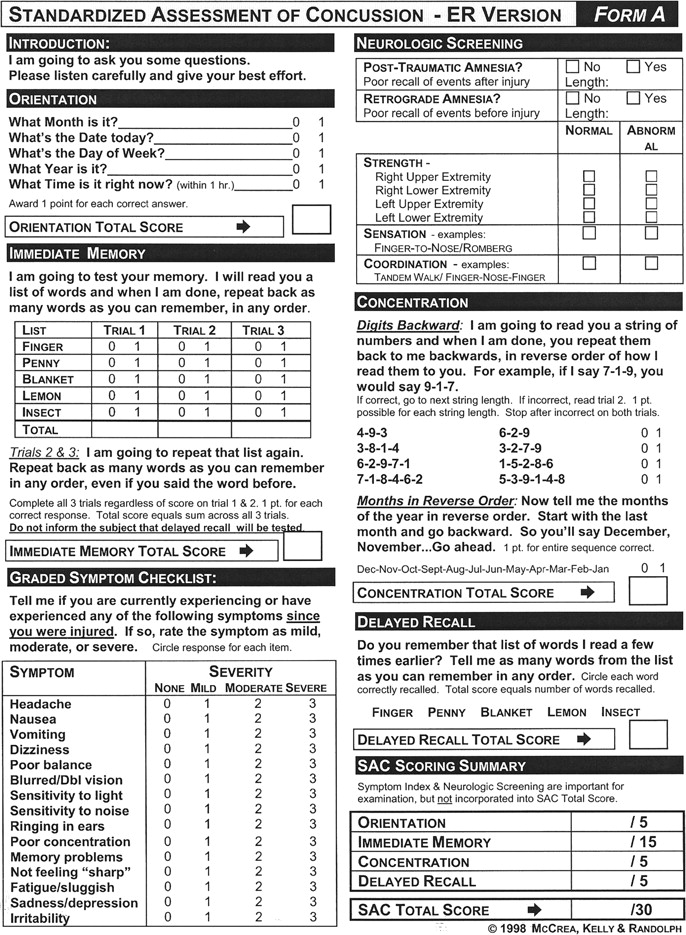 STANDARDIZED ASSESSMENT OF CONCUSSION - ER VERSION FORM A
INTRODUCTION:
I am going to ask you some questions.
Please listen carefully and give your best effort.
ORIENTATION
What Month is it? 0 1
What's the Date today? 0 1
What's the Day of Week? 0 1
What Year is it? 0 1
What Time is it right now? (within 1 hr.) 0 1
Award 1 point for each correct answer.
ORIENTATION TOTAL SCORE
IMMEDIATE MEMORY
I am going to test your memory. I will read you a
list of words and when I am done, repeat back as
many words as you can remember, in any order.
LIST TRIAL 1 TRIAL 2 TRIAL 3
FINGER 0 1 0 1 0 1
PENNY 0 1 0 1 0 1
BLANKET 0 1 0 1 0 1
LEMON 0 1 0 1 0 1
INSECT 0 1 0 1 0 1
TOTAL
Trials 2 & 3: I am going to repeat that list again.
Repeat back as many words as you can remember
in any order, even if you said the word before.
Complete all 3 trials regardless of score on trial 1 & 2. 1 pt. for each
correct response. Total score equals sum across all 3 trials.
Do not inform the subject that delayed recall will be tested.
IMMEDIATE MEMORY TOTAL SCORE
GRADED SYMPTOM CHECKLIST:
Tell me if you are currently experiencing or have
experienced any of the following symptoms since
you were injured. If so, rate the symptom as mild,
moderate, or severe. Circle response for each item.
SYMPTOM SEVERITY
NONE MILD MODERATE SEVERE
Headache 0 1 2 3
Nausea 0 1 2 3
Vomiting 0 1 2 3
Dizziness 0 1 2 3
Poor balance 0 1 2 3
Blurred/Dbl vision 0 1 2 3
Sensitivity to light 0 1 2 3
Sensitivity to noise 0 1 2 3
Ringing in ears 0 1 2 3
Poor concentration 0 1 2 3
Memory problems 0 1 2 3
Not feeling "sharp" 0 1 2 3
Fatigue/sluggish 0 1 2 3
Sadness/depression 0 1 2 3
Irritability 0 1 2 3
NEUROLOGIC SCREENING
POST-TRAUMATIC AMNESIA? No Yes
Poor recall of events after injury Length:
RETROGRADE AMNESIA? No Yes
Poor recall of events before injury Length:
NORMAL ABNORM
AL
STRENGTH -
Right Upper Extremity
Right Lower Extremity
Left Upper Extremity
Left Lower Extremity
SENSATION - examples:
FINGER-TO-NOSE/ROMBERG
COORDINATION - examples:
TANDEM WALK/ FINGER-NOSE-FINGER
CONCENTRATION
Digits Backward: I am going to read you a string of
numbers and when I am done, you repeat them
back to me backwards, in reverse order of how I
read them to you. For example, if I say 7-1-9, you
would say 9-1-7.
If correct, go to next string length. If incorrect, read trial 2. 1 pt.
possible for each string length. Stop after incorrect on both trials.
4-9-3 6-2-9 0 1
3-8-1-4 3-2-7-9 0 1
6-2-9-7-1 1-5-2-8-6 0 1
7-1-8-4-6-2 5-3-9-1-4-8 0 1
Months in Reverse Order: Now tell me the months
of the year in reverse order. Start with the last
month and go backward. So you'll say December,
November...Go ahead. 1 pt. for entire sequence correct.
Dec-Nov-Oct-Sept-Aug-Jul-Jun-May-Apr-Mar-Feb-Jan 0 1
CONCENTRATION TOTAL SCORE
DELAYED RECALL
Do you remember that list of words I read a few
times earlier? Tell me as many words from the list
as you can remember in any order. Circle each word
correctly recalled. Total score equals number of words recalled.
FINGER PENNY BLANKET LEMON INSECT
DELAYED RECALL TOTAL SCORE
SAC SCORING SUMMARY
Symptom Index & Neurologic Screening are important for
examination, but not incorporated into SAC Total Score.
ORIENTATION / 5
IMMEDIATE MEMORY / 15
CONCENTRATION / 5
DELAYED RECALL / 5
SAC TOTAL SCORE /30
© 1998 MCCREA, KELLY & RANDOLPH